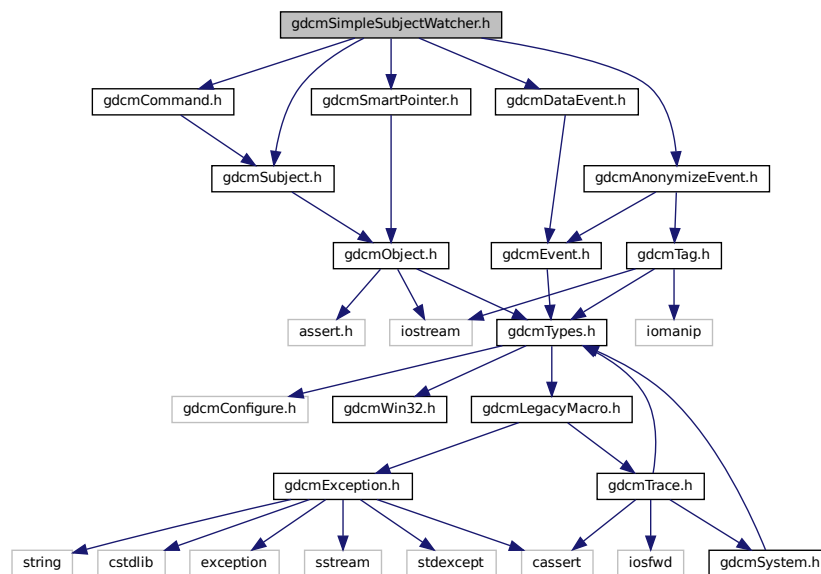 gdcmSimpleSubjectWatcher.h
gdcmCommand.h
gdcmSmartPointer.h
gdcmDataEvent.h
gdcmSubject.h
gdcmAnonymizeEvent.h
gdcmObject.h
gdcmEvent.h
gdcmTag.h
assert.h
iostream
gdcmTypes.h
iomanip
gdcmConfigure.h
gdcmWin32.h
gdcmLegacyMacro.h
gdcmException.h
gdcmTrace.h
string
cstdlib
exception
sstream
stdexcept
cassert
iosfwd
gdcmSystem.h